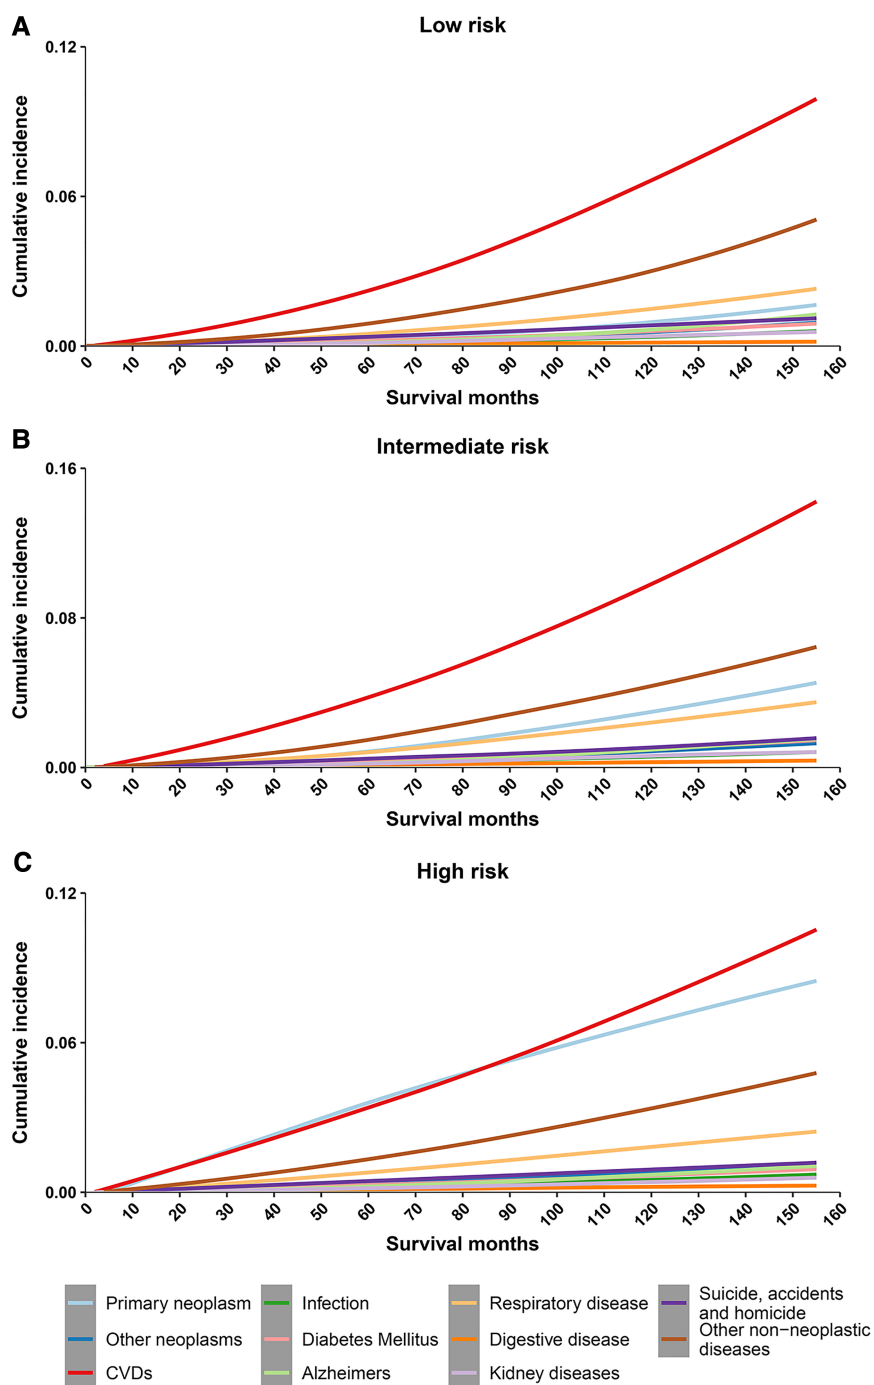 A
Low risk
Cumulative incidence
0.12
0.06
0.00
0 10 20 30 40 50 60 70 80 90 100 110 120 130 140 150 160
Survival months
B
Intermediate risk
Cumulative incidence
0.16
0.08
0.00
0 10 20 30 40 50 60 70 80 90 100 110 120 130 140 150 160
Survival months
C
High risk
Cumulative incidence
0.12
0.06
0.00
0 10 20 30 40 50 60 70 80 90 100 110 120 130 140 150 160
Survival months
Primary neoplasm
Other neoplasms
CVDs
Infection
Diabetes Mellitus
Alzheimers
Respiratory disease
Digestive disease
Kidney diseases
Suicide, accidents
and homicide
Other non−neoplastic
diseases